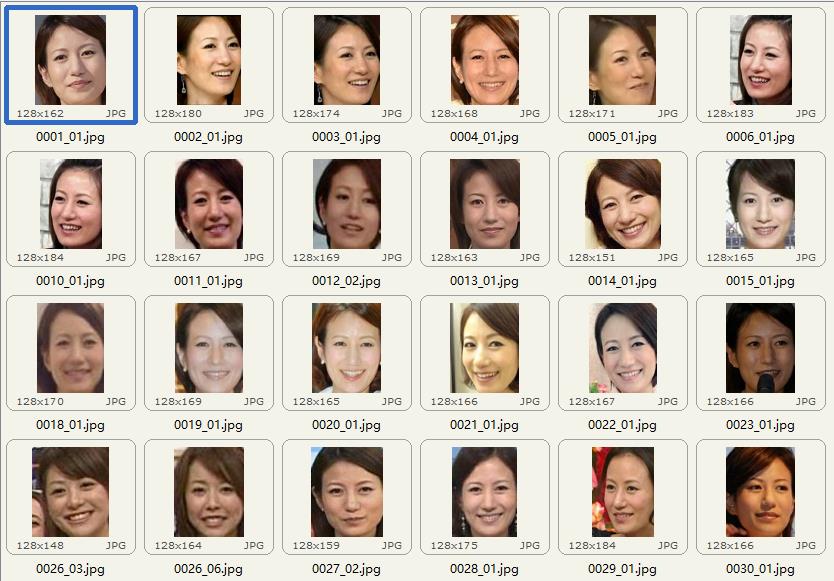 128x162 JPG 128x180 JPG 128x174 JPG 128x168 JPG 128x171 JPG 128x183 JPG
0001_01.jpg 0002_01.jpg 0003_01.jpg 0004_01.jpg 0005_01.jpg 0006_01.jpg
128x184 JPG 128x167 JPG 128x169 JPG 128x163 JPG 128x151 JPG 128x165 JPG
0010_01.jpg 0011_01.jpg 0012_02.jpg 0013_01.jpg 0014_01.jpg 0015_01.jpg
128x170 JPG 128x169 JPG 128x165 JPG 128x166 JPG 128x167 JPG 128x166 JPG
0018_01.jpg 0019_01.jpg 0020_01.jpg 0021_01.jpg 0022_01.jpg 0023_01.jpg
128x148 JPG 128x164 JPG 128x159 JPG 128x175 JPG 128x184 JPG 128x166 JPG
0026_03.jpg 0026_06.jpg 0027_02.jpg 0028_01.jpg 0029_01.jpg 0030_01.jpg